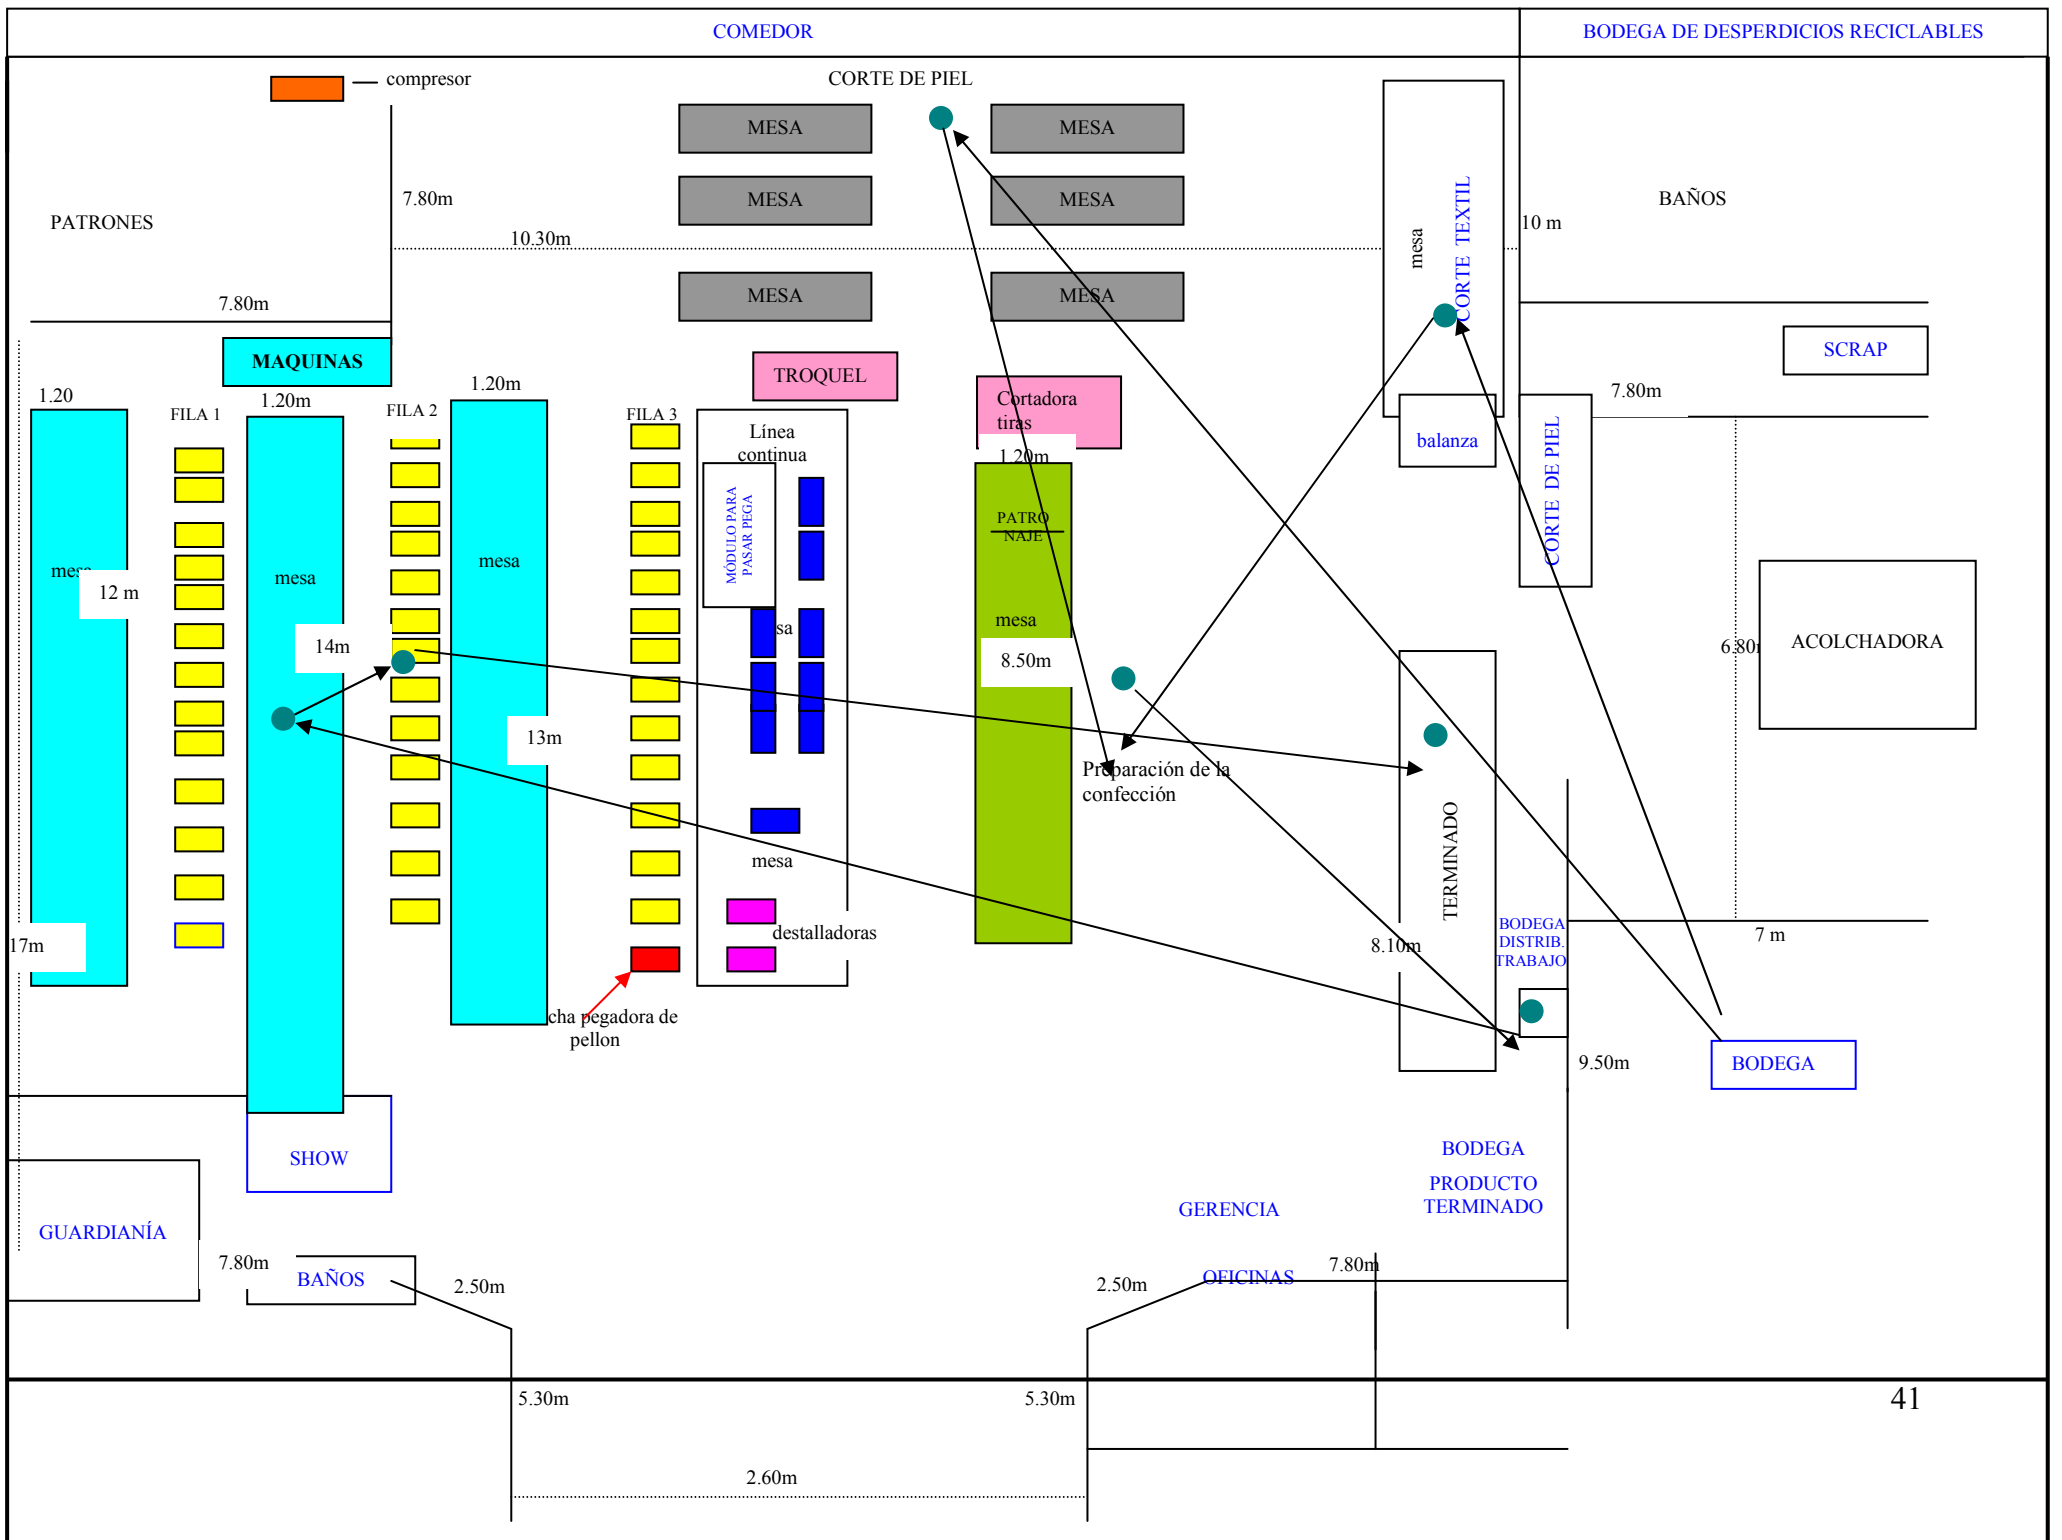 COMEDOR
BODEGA DE DESPERDICIOS RECICLABLES
compresor
CORTE DE PIEL
MESA
MESA
7.80m
MESA
MESA
mesa
CORTE TEXTIL
BAÑOS
PATRONES
10.30m
10 m
7.80m
MESA
MESA
MAQUINAS
TROQUEL
SCRAP
1.20
FILA 1
1.20m
FILA 2
1.20m
FILA 3
Cortadora
tiras
7.80m
Línea
continua
balanza
1.20m
CORTE DE PIEL
MÓDULO PARA
PASAR PEGA
PATRO
NAJE
mesa
12 m
mesa
mesa
sa
mesa
14m
8.50m
6.80
ACOLCHADORA
13m
Preparación de la
confección
TERMINADO
mesa
destalladoras
17m
8.10m
BODEGA
DISTRIB.
TRABAJO
7 m
cha pegadora de
pellon
9.50m
BODEGA
SHOW
BODEGA
PRODUCTO
TERMINADO
GERENCIA
GUARDIANÍA
7.80m
BAÑOS
2.50m
2.50m
OFICINAS
7.80m
5.30m
5.30m
41
2.60m